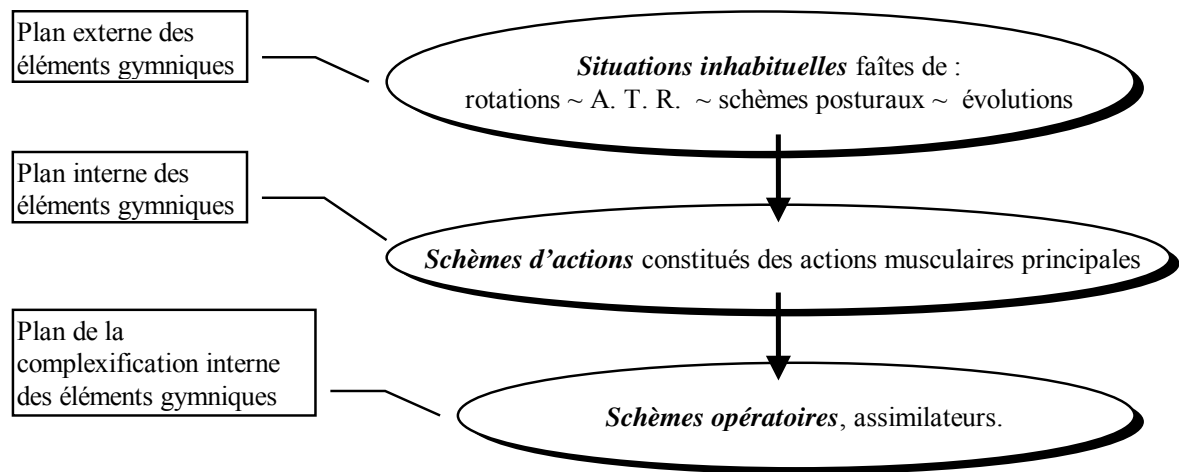 Plan externe des
éléments gymniques
Situations inhabituelles faîtes de :
rotations ~ A. T. R. ~ schèmes posturaux ~ évolutions
Plan interne des
éléments gymniques
Schèmes d’actions constitués des actions musculaires principales
Plan de la
complexification interne
des éléments gymniques
Schèmes opératoires, assimilateurs.